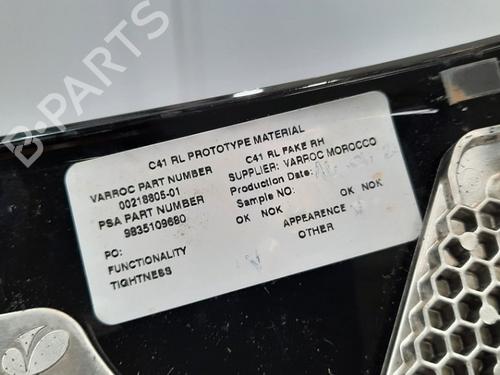 B-PARTS
C41 RL PROTOTYPE MATERIAL
VARROC PART NUMBER
00218805-01
PSA PART NUMBER
9835109680
PO:
FUNCTIONALITY
TIGHTNESS
C41 RL FAKE RH
SUPPLIER: VARROC MOROCCO
Production Date:
Sample NO:
OK NOK OK NOK
APPEARENCE
OTHER